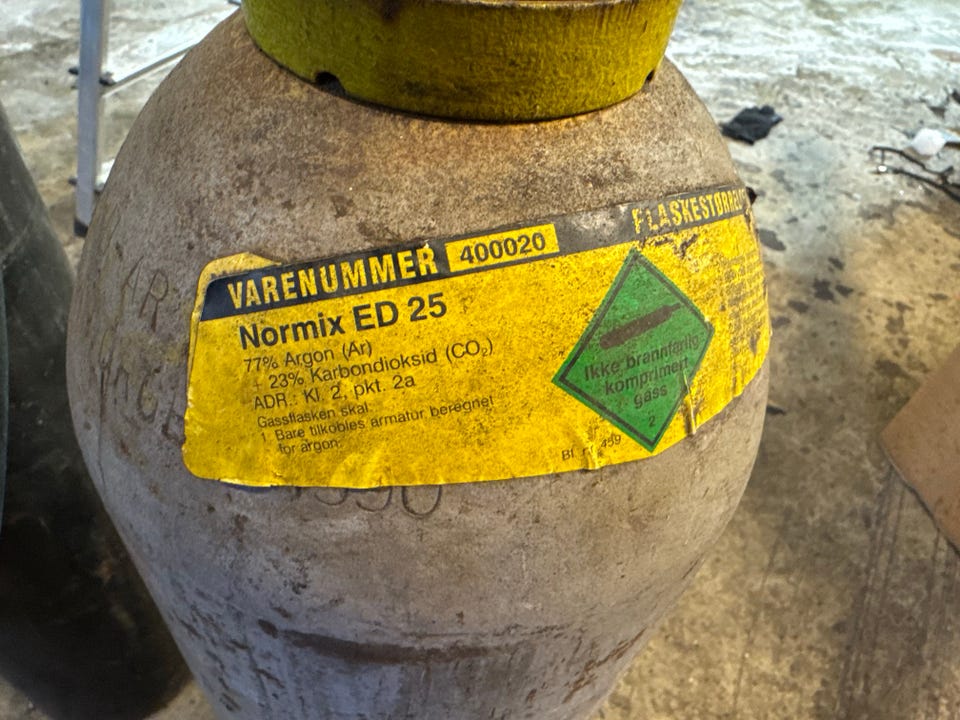 VARENUMMER 400020
FLASKESTØRRE
Normix ED 25
77% Argon (Ar)
+ 23% Karbondioksid (CO₂)
ADR.: Kl. 2, pkt. 2a
Gassflasken skal:
1. Bare tilkobles armatur beregnet
for argon.
Ikke brannfarlig
komprimert
gass
2